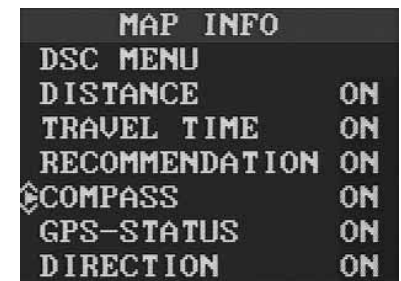 MAP INFO
DSC MENU
DISTANCE ON
TRAVEL TIME ON
RECOMMENDATION ON
COMPASS ON
GPS-STATUS ON
DIRECTION ON